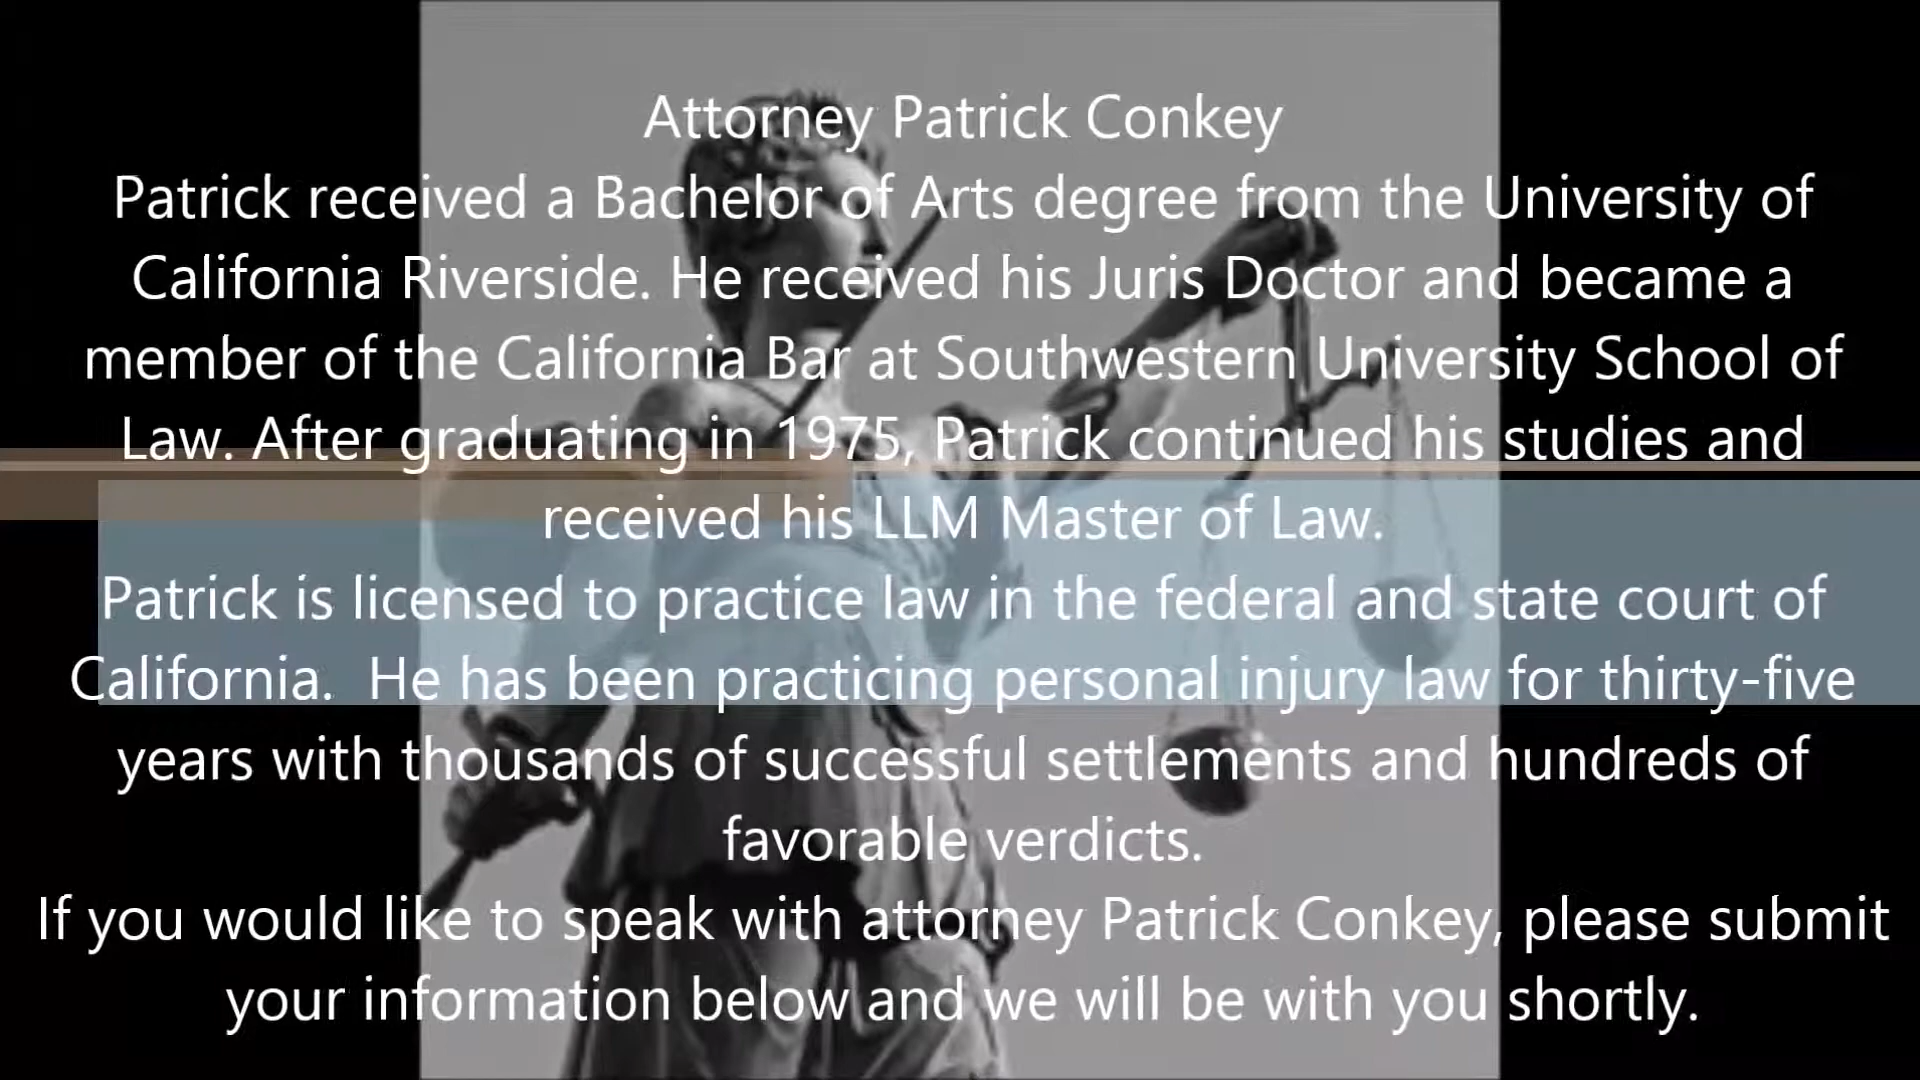 Attorney Patrick Conkey
Patrick received a Bachelor of Arts degree from the University of
California Riverside. He received his Juris Doctor and became a
member of the California Bar at Southwestern University School of
Law. After graduating in 1975, Patrick continued his studies and
received his LLM Master of Law.
Patrick is licensed to practice law in the federal and state court of
California.  He has been practicing personal injury law for thirty-five
years with thousands of successful settlements and hundreds of
favorable verdicts.
If you would like to speak with attorney Patrick Conkey, please submit
your information below and we will be with you shortly.